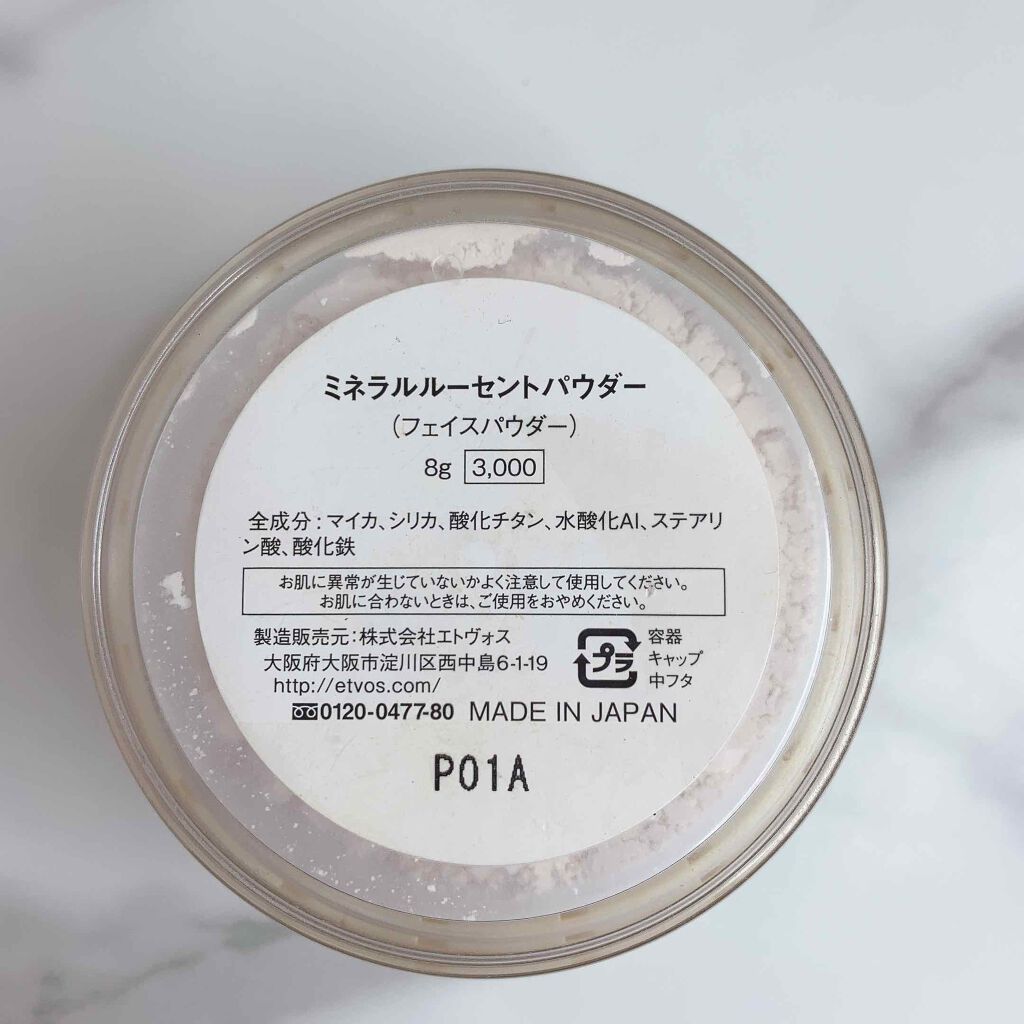 ミネラルルーセントパウダー
(フェイスパウダー)
8g 3,000
全成分:マイカ、シリカ、酸化チタン、水酸化Al、ステアリ
ン酸、酸化鉄
お肌に異常が生じていないかよく注意して使用してください。
お肌に合わないときは、ご使用をおやめください。
製造販売元:株式会社エトヴォス
大阪府大阪市淀川区西中島6-1-19
http://etvos.com/
0120-0477-80 MADE IN JAPAN
プラ
容器
キャップ
中フタ
P01A